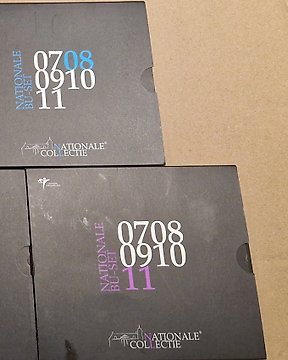 NATIONALE
BU-SET
0708
0910
11
NATIONALE
COLLECTIE
NATIONALE
BU-SET
0708
0910
11
NATIONALE®
COLLECTIE